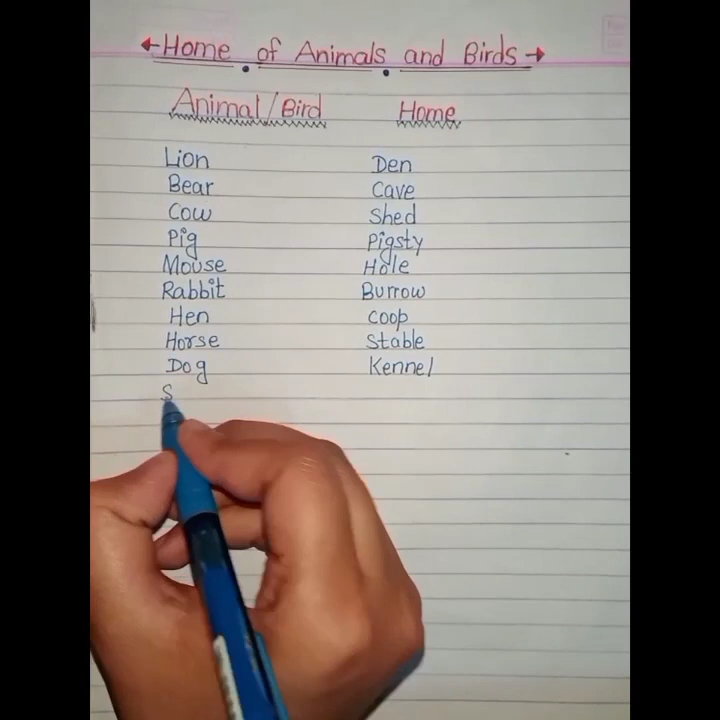 Home of Animals and Birds
Animal/Bird Home
Lion Den
Bear Cave
Cow Shed
Pig Pigsty
Mouse Hole
Rabbit Burrow
Hen Coop
Horse Stable
Dog Kennel
S